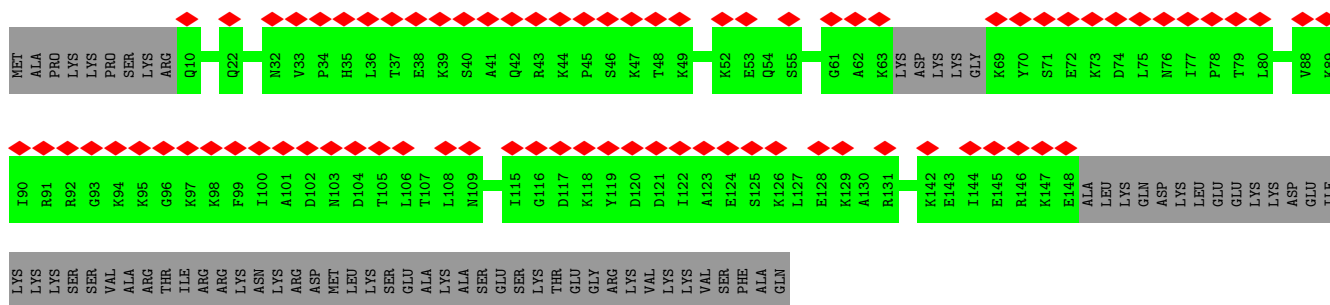 MET ALA PRO LYS LYS PRO SER LYS ARG Q10 Q22 N32 V33 P34 H35 L36 T37 E38 K39 S40 A41 Q42 R43 K44 P45 S46 K47 T48 K49 K52 E53 Q54 S55 G61 A62 K63 LYS ASP LYS LYS GLY K69 Y70 S71 E72 K73 D74 L75 N76 I77 P78 T79 L80 V88 K89
I90 R91 R92 G93 K94 K95 G96 K97 K98 F99 I100 A101 D102 N103 D104 T105 L106 T107 L108 N109 I115 G116 D117 K118 Y119 D120 D121 I122 A123 E124 S125 K126 L127 E128 K129 A130 R131 K142 E143 I144 E145 R146 K147 E148 ALA LEU LYS GLN ASP LYS LEU GLU GLU LYS LYS ASP GLU ILE
LYS LYS LYS SER SER VAL ALA ARG THR ILE ARG ARG LYS ASN LYS ARG ASP MET LEU LYS SER GLU ALA LYS ALA SER GLU SER LYS THR GLU GLY ARG LYS VAL LYS LYS VAL SER PHE ALA GLN